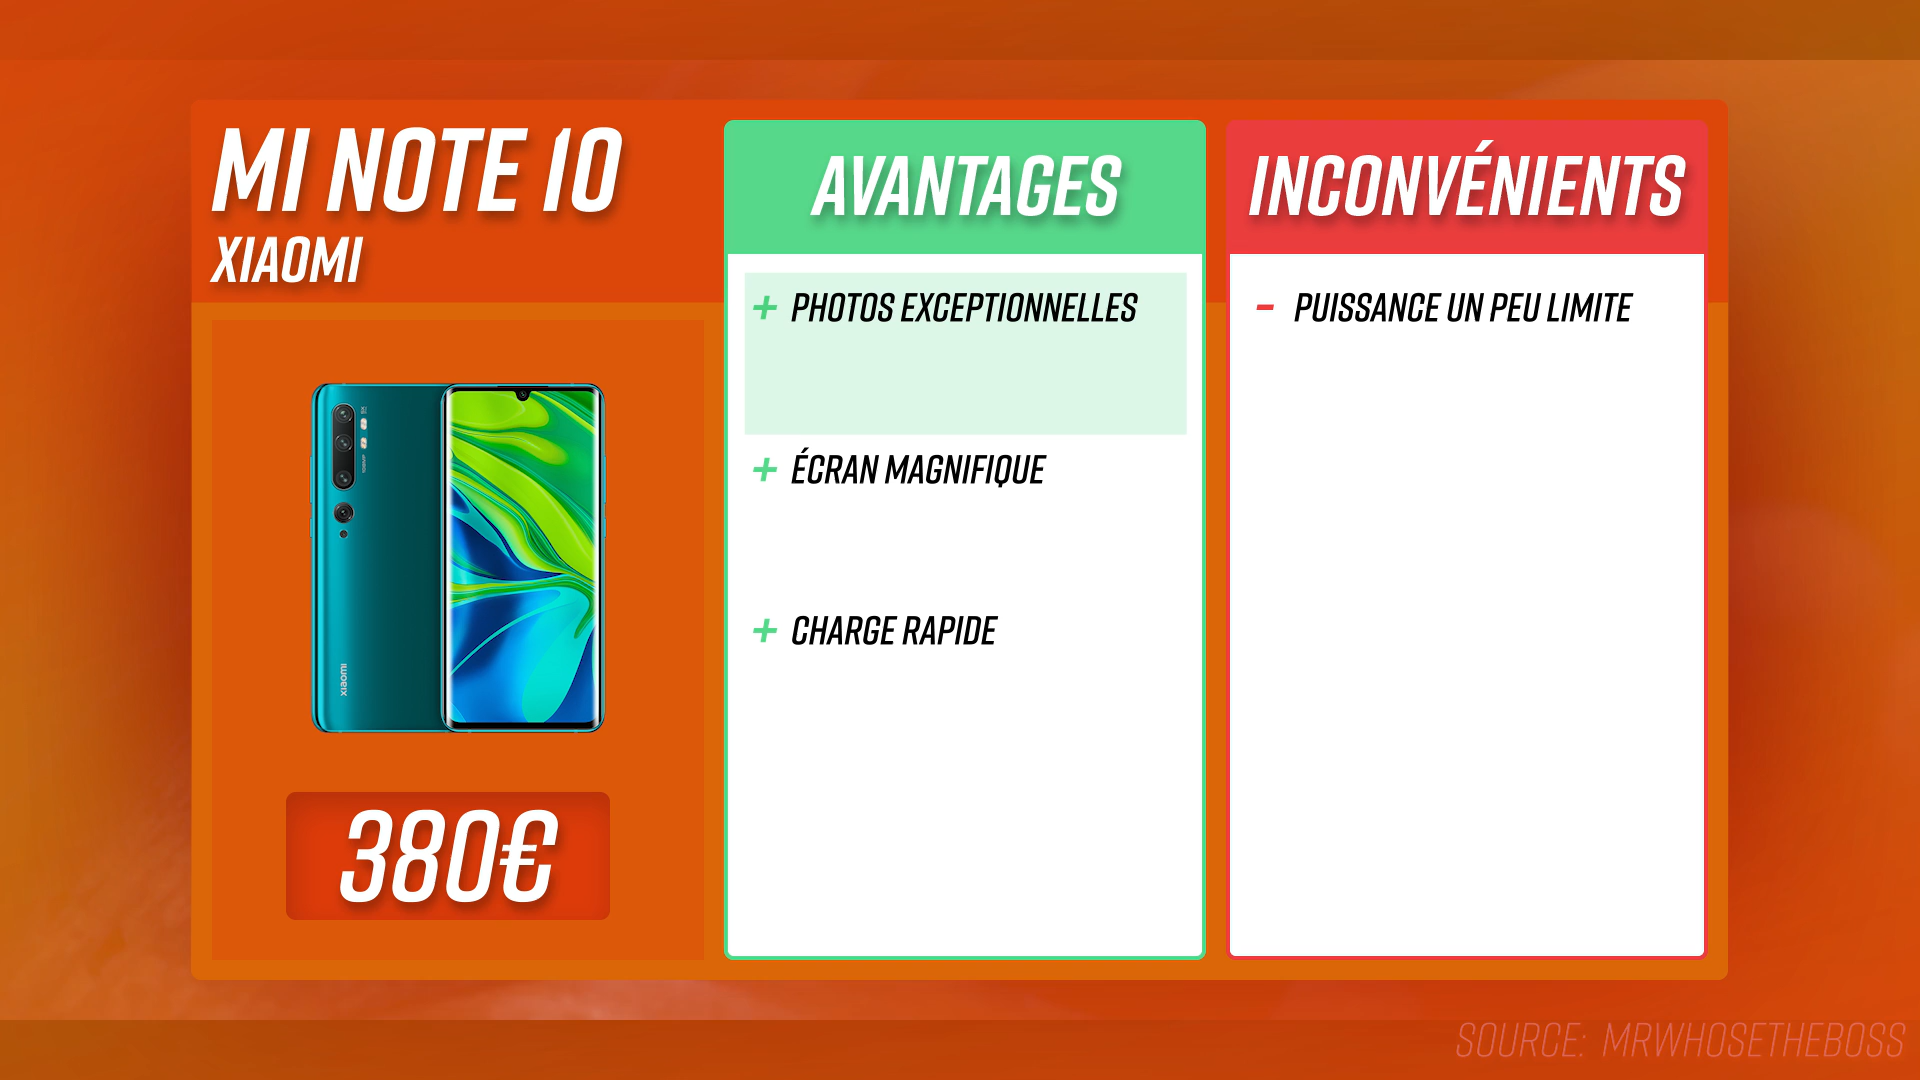 MI NOTE 10
XIAOMI
380€
AVANTAGES
+ PHOTOS EXCEPTIONNELLES
+ ÉCRAN MAGNIFIQUE
+ CHARGE RAPIDE
INCONVÉNIENTS
- PUISSANCE UN PEU LIMITE
xiaomi
SOURCE: MRWHOSETHEBOSS